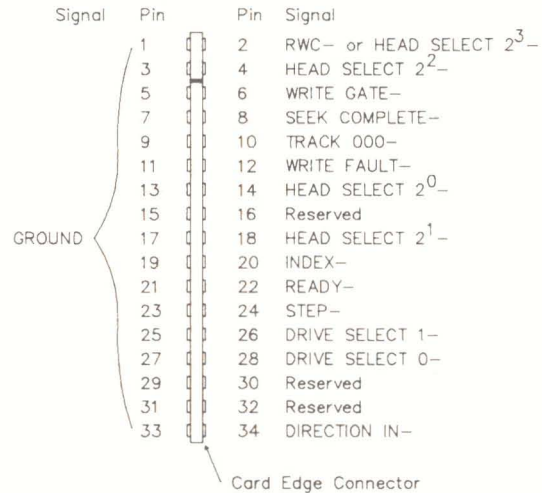 Signal Pin Pin Signal
1 2 RWC- or HEAD SELECT 2³-
3 4 HEAD SELECT 2²-
5 6 WRITE GATE-
7 8 SEEK COMPLETE-
9 10 TRACK 000-
11 12 WRITE FAULT-
13 14 HEAD SELECT 2⁰-
15 16 Reserved
GROUND 17 18 HEAD SELECT 2¹-
19 20 INDEX-
21 22 READY-
23 24 STEP-
25 26 DRIVE SELECT 1-
27 28 DRIVE SELECT 0-
29 30 Reserved
31 32 Reserved
33 34 DIRECTION IN-
Card Edge Connector